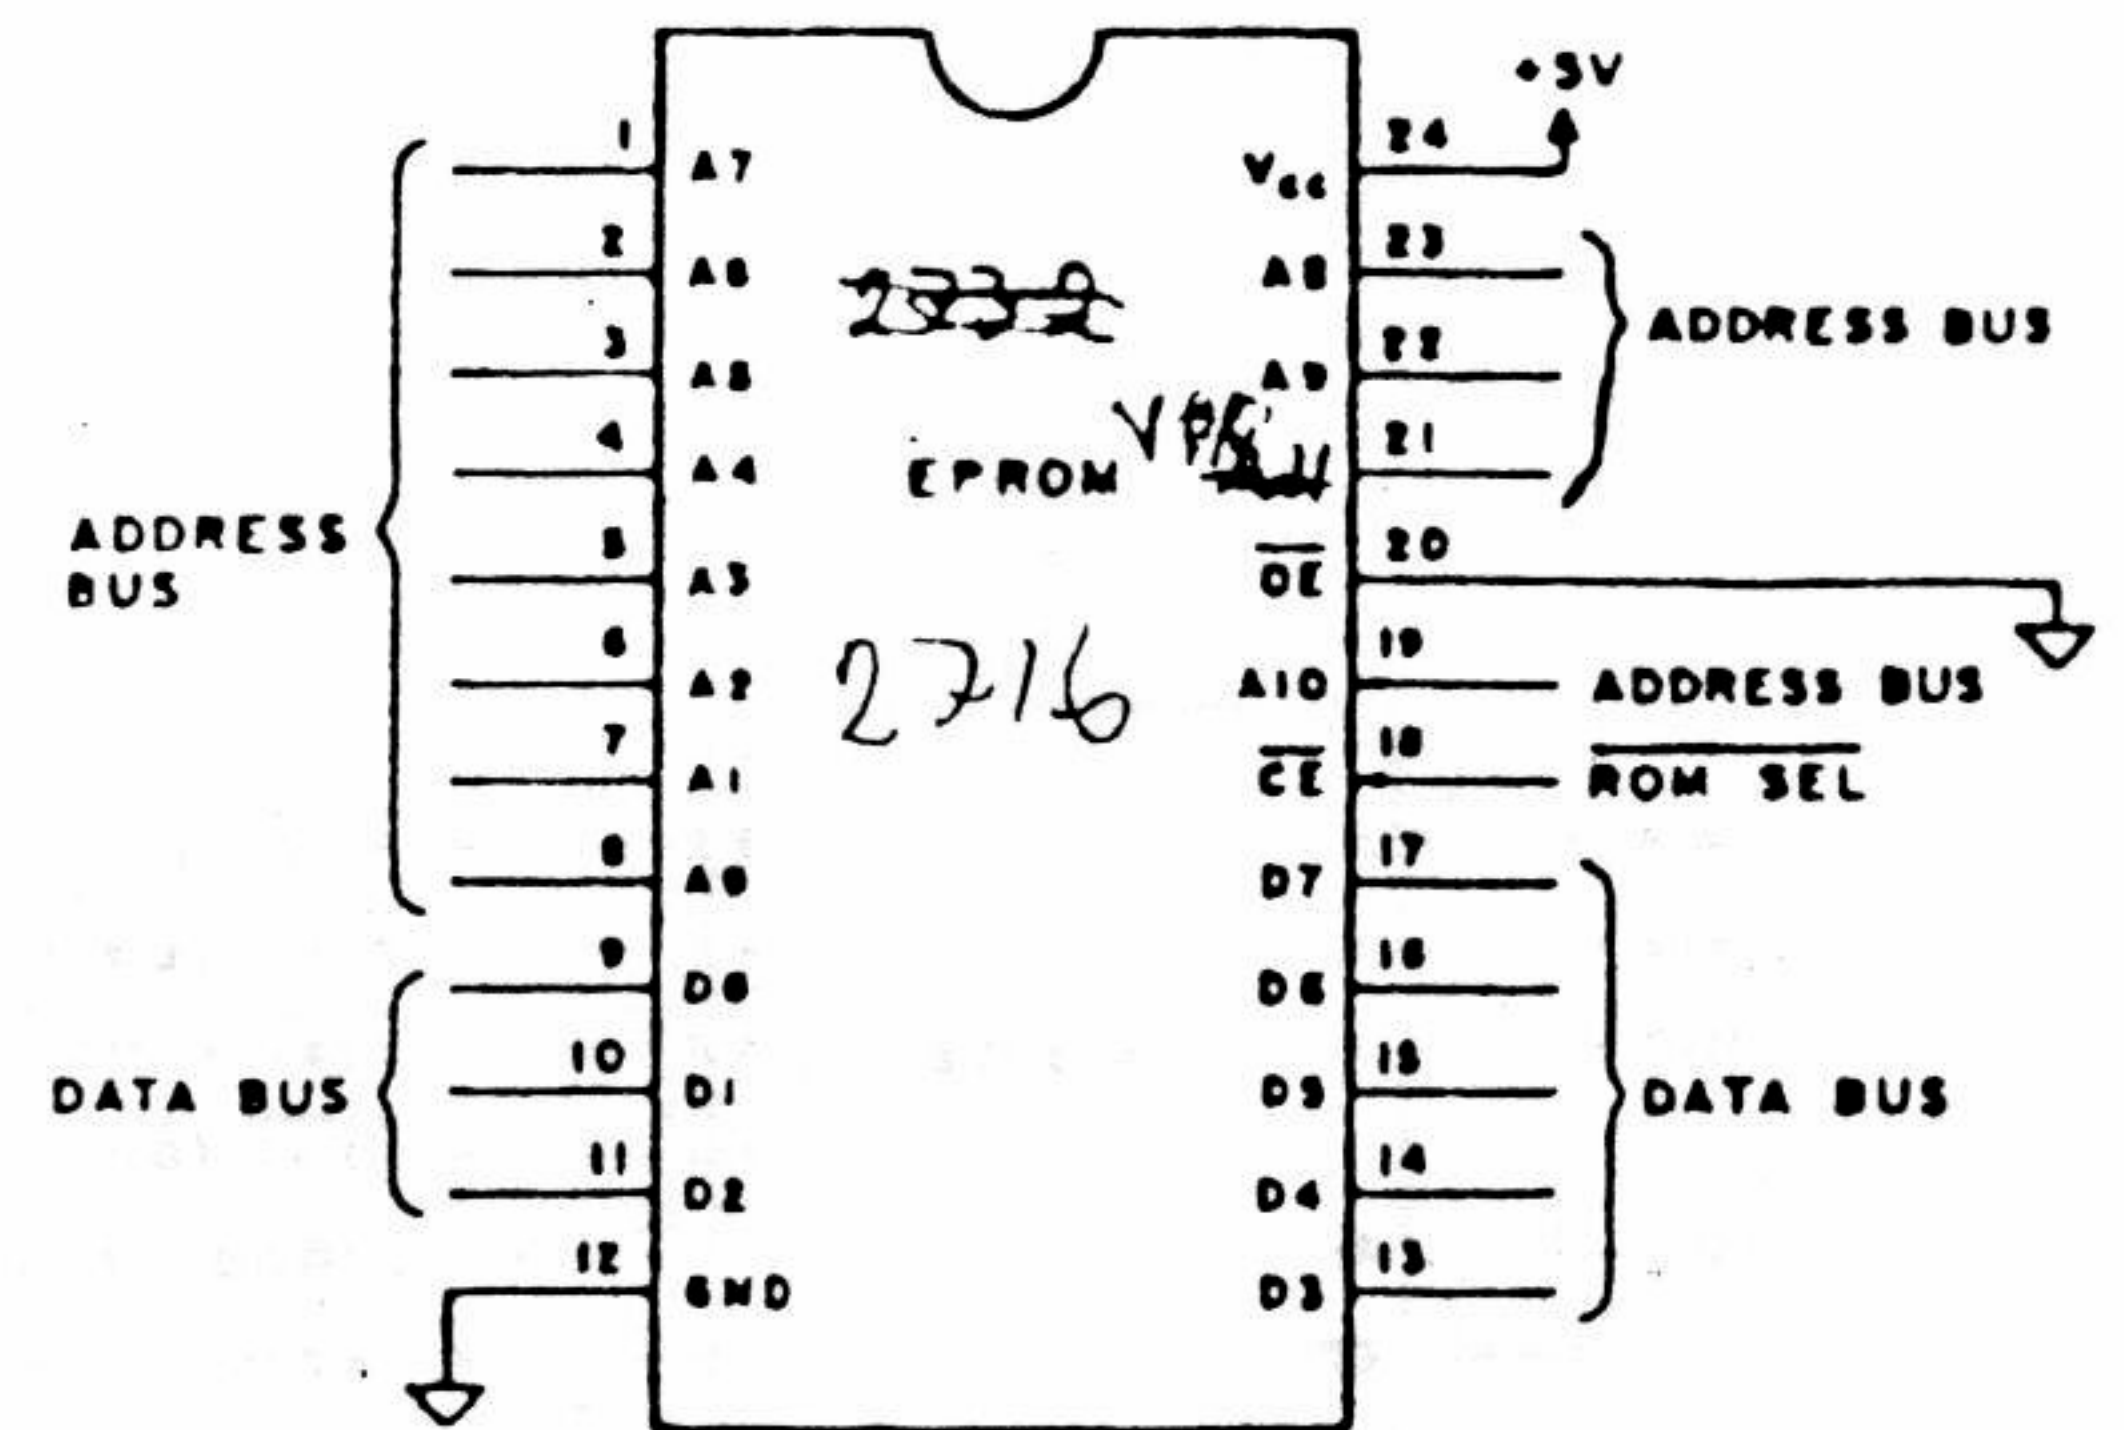 +5V
1 A7 Vcc 24
2 A6 2332 A8 23
ADDRESS BUS
3 A5 A9 22
4 A4 EPROM 21
ADDRESS
BUS
5 A3 OE 20
6 A2 2716 A10 19 ADDRESS BUS
7 A1 CE 18 ROM SEL
8 A0 D7 17
9 D0 D6 16
DATA BUS
10 D1 D5 15
DATA BUS
11 D2 D4 14
12 GND D3 13